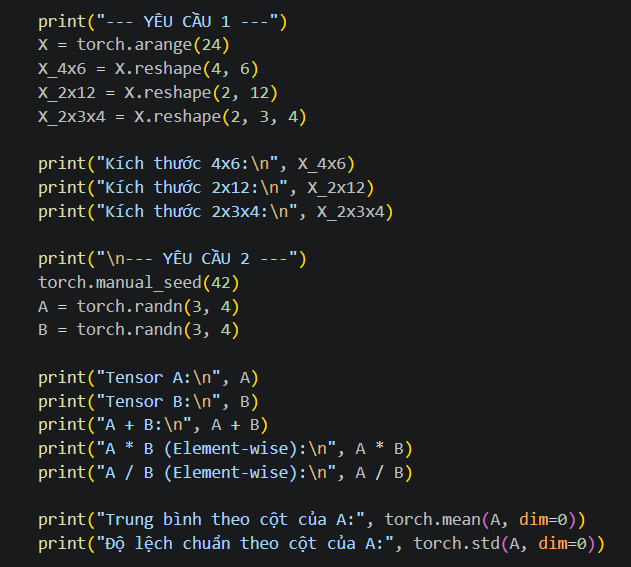 print("--- YÊU CẦU 1 ---")
X = torch.arange(24)
X_4x6 = X.reshape(4, 6)
X_2x12 = X.reshape(2, 12)
X_2x3x4 = X.reshape(2, 3, 4)
print("Kích thước 4x6:\n", X_4x6)
print("Kích thước 2x12:\n", X_2x12)
print("Kích thước 2x3x4:\n", X_2x3x4)
print("\n--- YÊU CẦU 2 ---")
torch.manual_seed(42)
A = torch.randn(3, 4)
B = torch.randn(3, 4)
print("Tensor A:\n", A)
print("Tensor B:\n", B)
print("A + B:\n", A + B)
print("A * B (Element-wise):\n", A * B)
print("A / B (Element-wise):\n", A / B)
print("Trung bình theo cột của A:", torch.mean(A, dim=0))
print("Độ lệch chuẩn theo cột của A:", torch.std(A, dim=0))